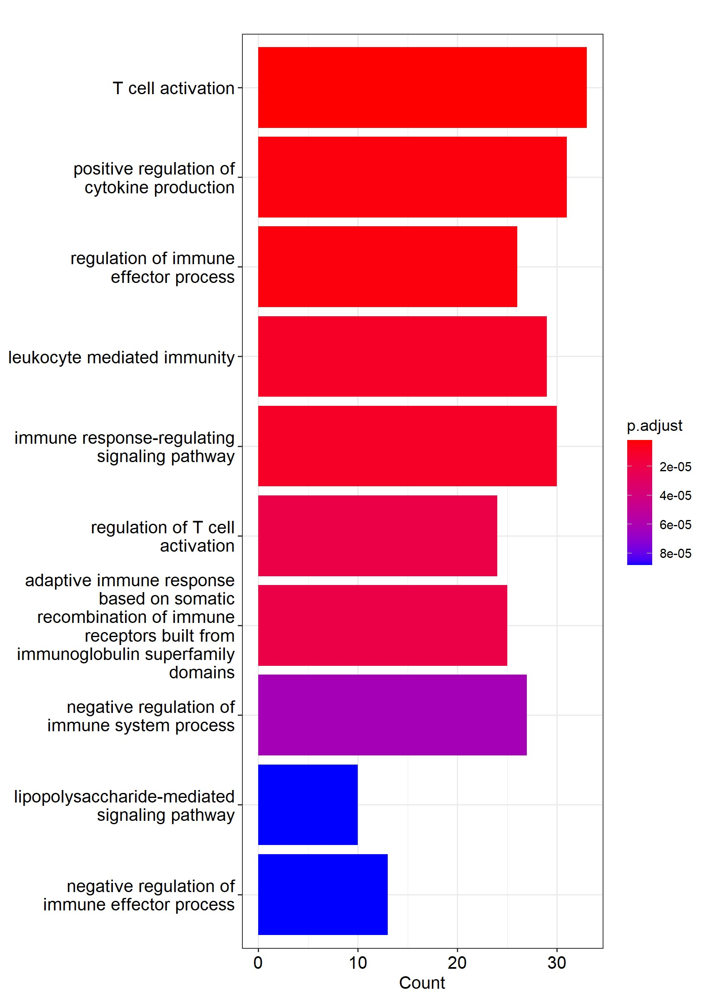 T cell activation
positive regulation of
cytokine production
regulation of immune
effector process
leukocyte mediated immunity
immune response-regulating
signaling pathway
regulation of T cell
activation
adaptive immune response
based on somatic
recombination of immune
receptors built from
immunoglobulin superfamily
domains
negative regulation of
immune system process
lipopolysaccharide-mediated
signaling pathway
negative regulation of
immune effector process
0 10 20 30
Count
p.adjust
2e-05
4e-05
6e-05
8e-05